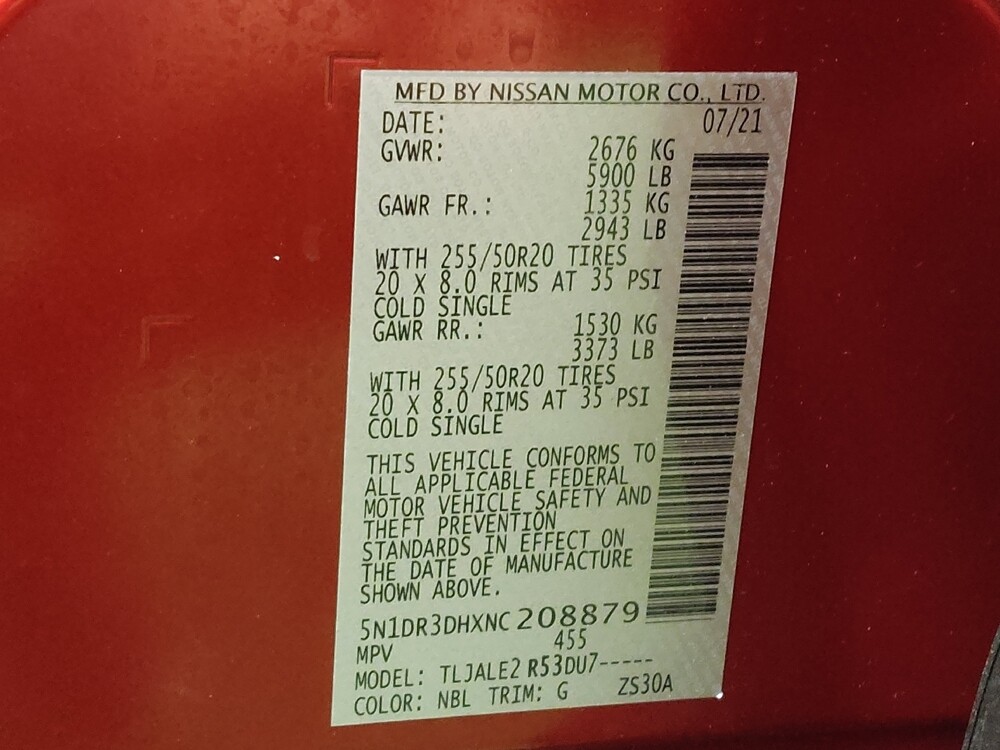 MFD BY NISSAN MOTOR CO., LTD.
DATE: 07/21
GVWR: 2676 KG
5900 LB
GAWR FR.: 1335 KG
2943 LB
WITH 255/50R20 TIRES
20 X 8.0 RIMS AT 35 PSI
COLD SINGLE
GAWR RR.: 1530 KG
3373 LB
WITH 255/50R20 TIRES
20 X 8.0 RIMS AT 35 PSI
COLD SINGLE
THIS VEHICLE CONFORMS TO
ALL APPLICABLE FEDERAL
MOTOR VEHICLE SAFETY AND
THEFT PREVENTION
STANDARDS IN EFFECT ON
THE DATE OF MANUFACTURE
SHOWN ABOVE.
5N1DR3DHXNC208879
MPV 455
MODEL: TLJALE2 R53DU7-----
COLOR: NBL TRIM: G ZS30A